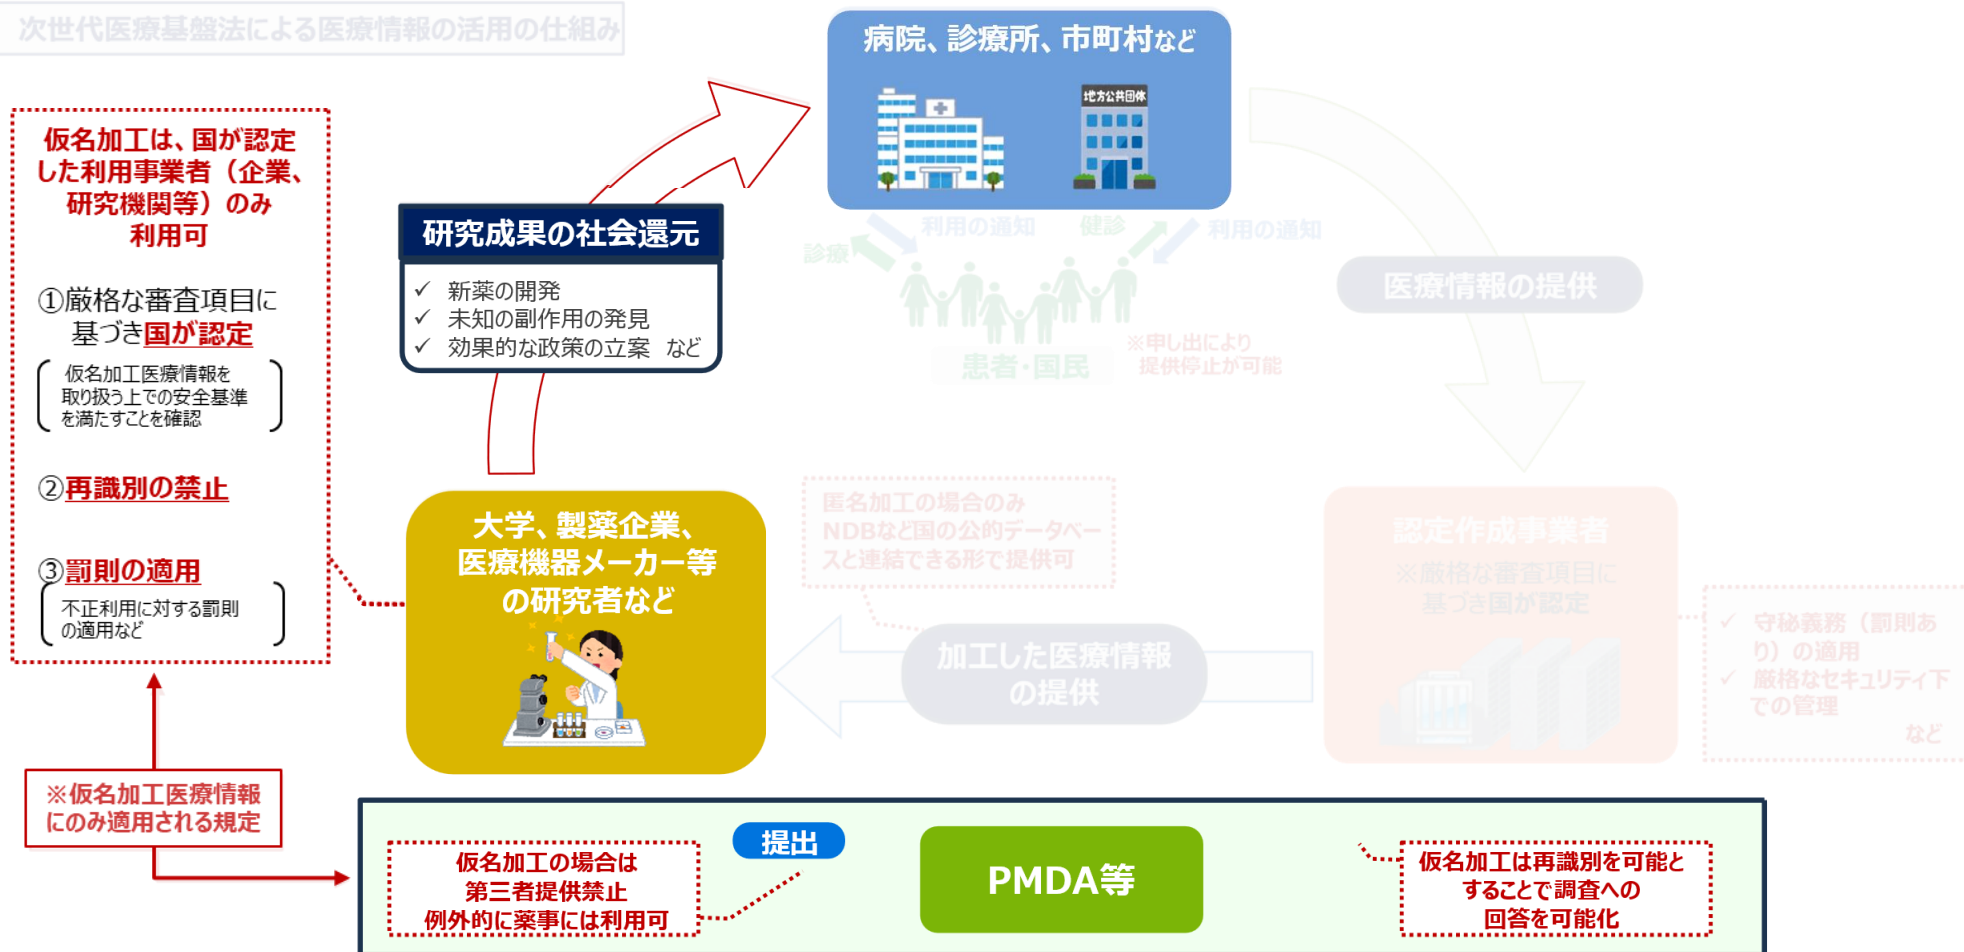 次世代医療基盤法による医療情報の活用の仕組み
病院、診療所、市町村など
地方公共団体
仮名加工は、国が認定
した利用事業者（企業、
研究機関等）のみ
利用可
①厳格な審査項目に
基づき国が認定
仮名加工医療情報を
取り扱う上での安全基準
を満たすことを確認
②再識別の禁止
③罰則の適用
不正利用に対する罰則
の適用など
※仮名加工医療情報
にのみ適用される規定
研究成果の社会還元
✓ 新薬の開発
✓ 未知の副作用の発見
✓ 効果的な政策の立案 など
診療
利用の通知
健診
利用の通知
患者・国民
※申し出により
提供停止が可能
医療情報の提供
大学、製薬企業、
医療機器メーカー等
の研究者など
匿名加工の場合のみ
NDBなど国の公的データベー
スと連結できる形で提供可
加工した医療情報
の提供
認定作成事業者
※厳格な審査項目に
基づき国が認定
✓ 守秘義務（罰則あ
り）の適用
✓ 厳格なセキュリティ下
での管理
など
仮名加工の場合は
第三者提供禁止
例外的に薬事には利用可
提出
PMDA等
仮名加工は再識別を可能と
することで調査への
回答を可能化